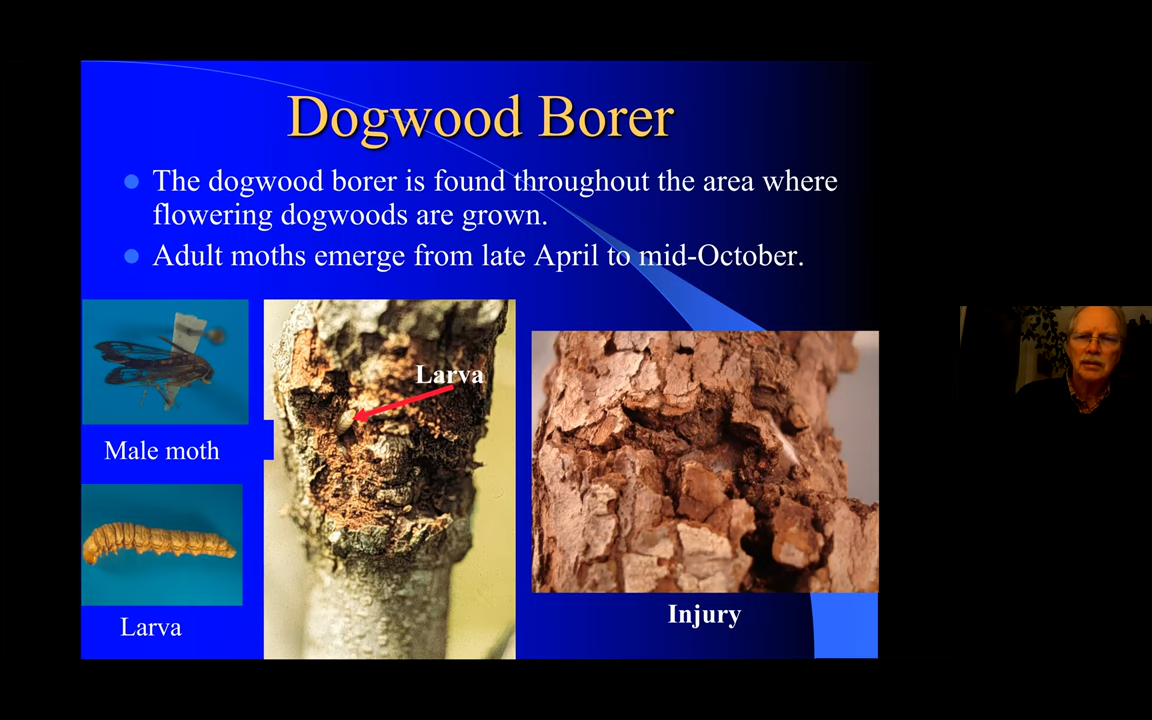 Dogwood Borer
The dogwood borer is found throughout the area where
flowering dogwoods are grown.
Adult moths emerge from late April to mid-October.
Larva
Male moth
Larva
Injury